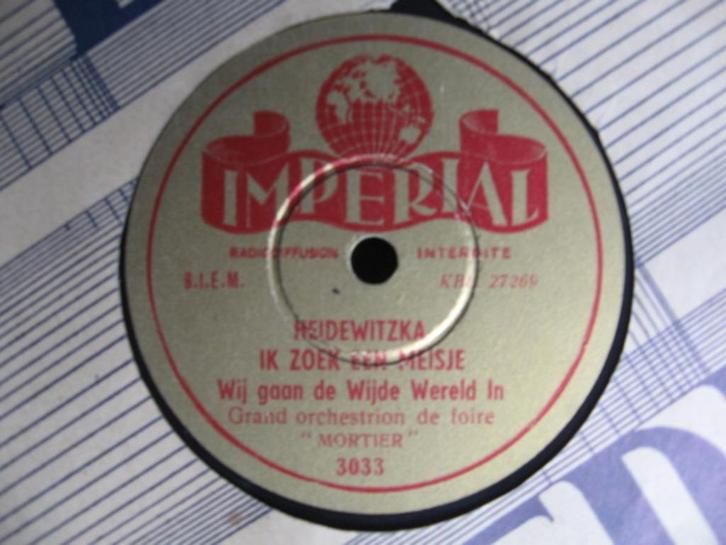 IMPERIAL
RADIODIFFUSION INTERDITE
B.I.E.M. 27269
HEIDEWITZKA
IK ZOEK EEN MEISJE
Wij gaan de Wijde Wereld In
Grand orchestrion de foire
"MORTIER"
3033